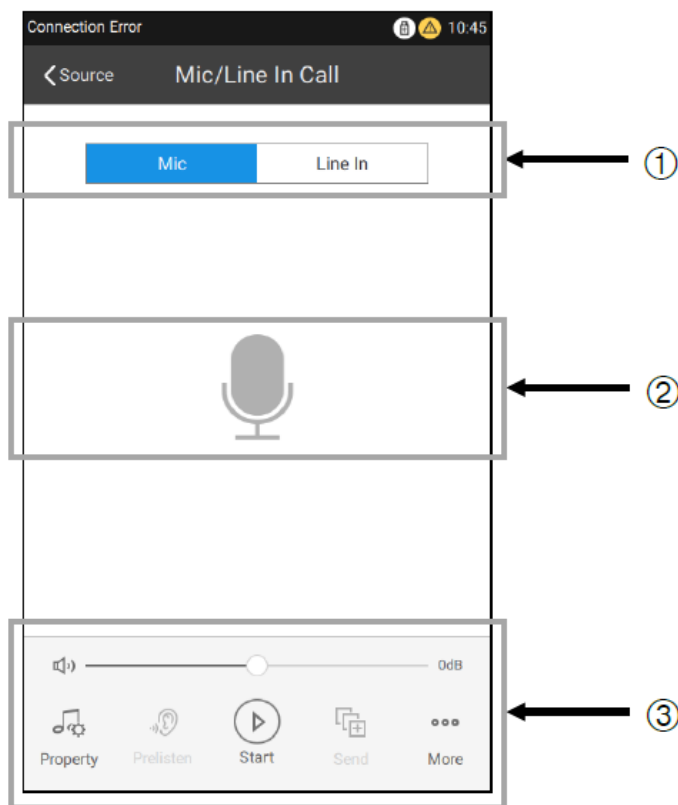 Connection Error 10:45
Source Mic/Line In Call
Mic Line In
①
②
0dB
③
Property Prelisten Start Send More